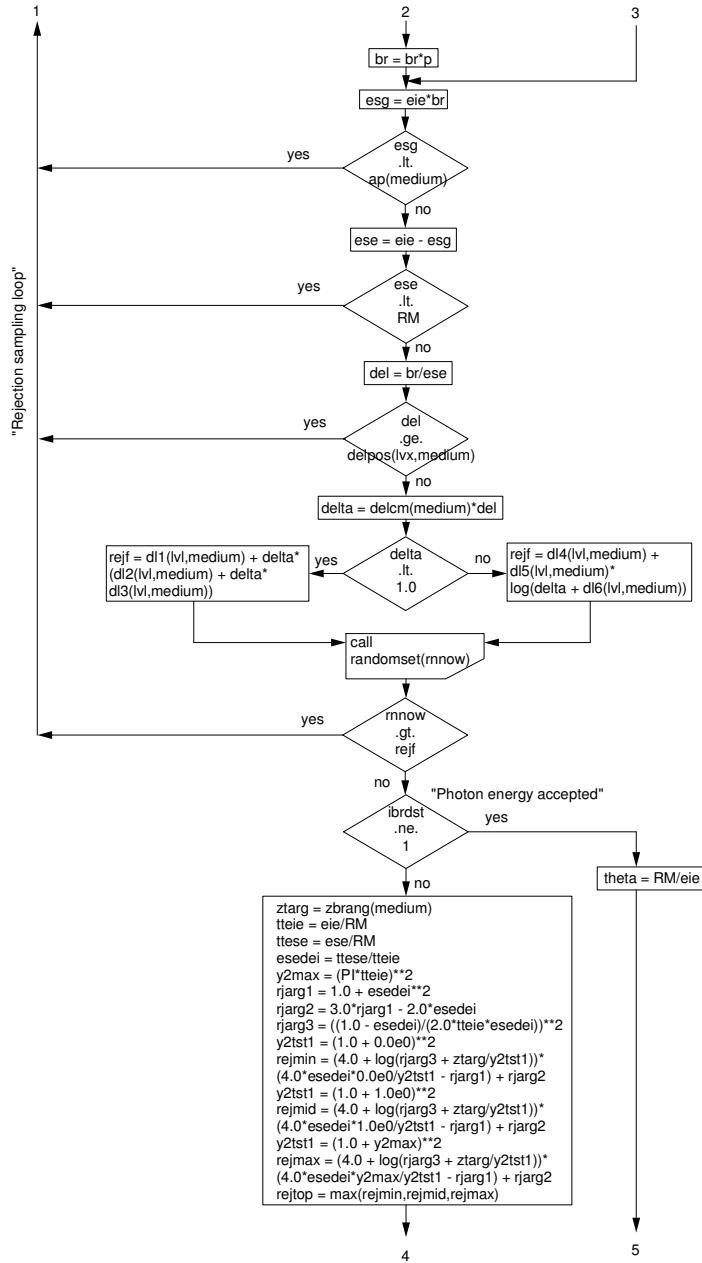 1
2
3
br = br*p
esg = eie*br
esg
.lt.
ap(medium)
yes
no
ese = eie - esg
ese
.lt.
RM
yes
no
"Rejection sampling loop"
del = br/ese
del
.ge.
delpos(lvx,medium)
yes
no
delta = delcm(medium)*del
delta
.lt.
1.0
yes
no
rejf = dl1(lvl,medium) + delta*
(dl2(lvl,medium) + delta*
dl3(lvl,medium))
rejf = dl4(lvl,medium) +
dl5(lvl,medium)*
log(delta + dl6(lvl,medium))
call
randomset(rnnow)
rnnow
.gt.
rejf
yes
no
"Photon energy accepted"
ibrdst
.ne.
1
yes
no
theta = RM/eie
ztarg = zbrang(medium)
tteie = eie/RM
ttese = ese/RM
esedei = ttese/tteie
y2max = (PI*tteie)**2
rjarg1 = 1.0 + esedei**2
rjarg2 = 3.0*rjarg1 - 2.0*esedei
rjarg3 = ((1.0 - esedei)/(2.0*tteie*esedei))**2
y2tst1 = (1.0 + 0.0e0)**2
rejmin = (4.0 + log(rjarg3 + ztarg/y2tst1))*
(4.0*esedei*0.0e0/y2tst1 - rjarg1) + rjarg2
y2tst1 = (1.0 + 1.0e0)**2
rejmid = (4.0 + log(rjarg3 + ztarg/y2tst1))*
(4.0*esedei*1.0e0/y2tst1 - rjarg1) + rjarg2
y2tst1 = (1.0 + y2max)**2
rejmax = (4.0 + log(rjarg3 + ztarg/y2tst1))*
(4.0*esedei*y2max/y2tst1 - rjarg1) + rjarg2
rejtop = max(rejmin,rejmid,rejmax)
4
5